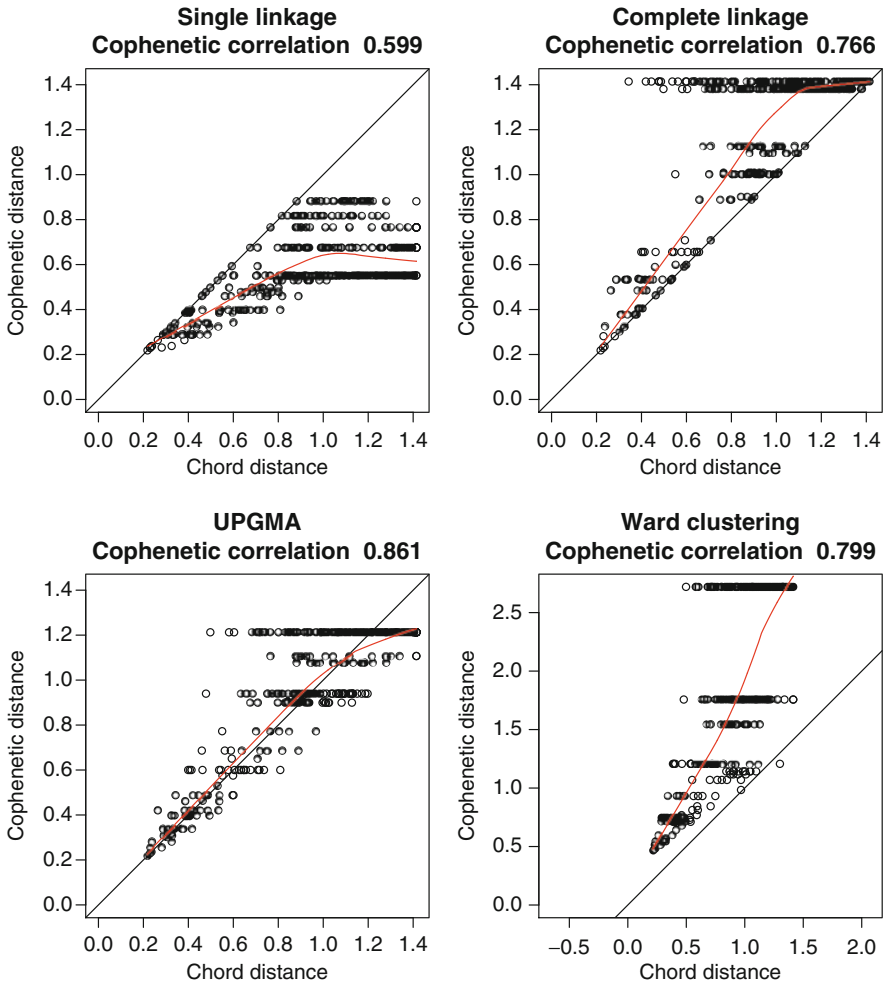 Single linkage
Cophenetic correlation 0.599
Cophenetic distance
1.4
1.2
1.0
0.8
0.6
0.4
0.2
0.0
0.0 0.2 0.4 0.6 0.8 1.0 1.2 1.4
Chord distance
Complete linkage
Cophenetic correlation 0.766
Cophenetic distance
1.4
1.2
1.0
0.8
0.6
0.4
0.2
0.0
0.0 0.2 0.4 0.6 0.8 1.0 1.2 1.4
Chord distance
UPGMA
Cophenetic correlation 0.861
Cophenetic distance
1.4
1.2
1.0
0.8
0.6
0.4
0.2
0.0
0.0 0.2 0.4 0.6 0.8 1.0 1.2 1.4
Chord distance
Ward clustering
Cophenetic correlation 0.799
Cophenetic distance
2.5
2.0
1.5
1.0
0.5
0.0
−0.5 0.0 0.5 1.0 1.5 2.0
Chord distance